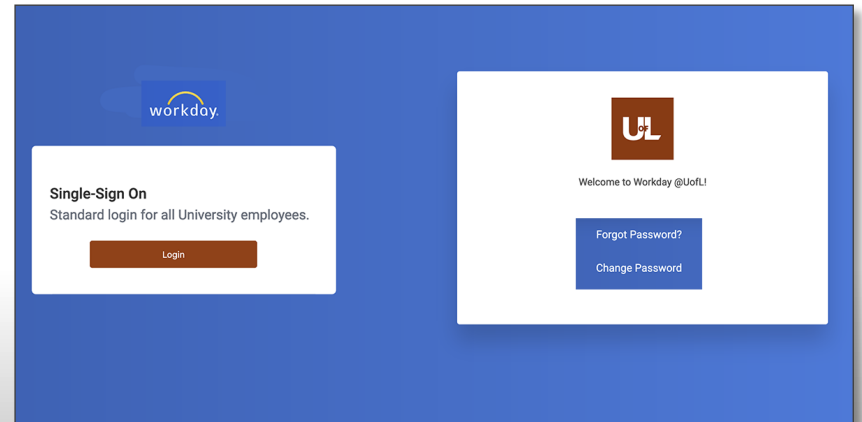 workday.
Single-Sign On
Standard login for all University employees.
Login
UofL
Welcome to Workday @UofL!
Forgot Password?
Change Password